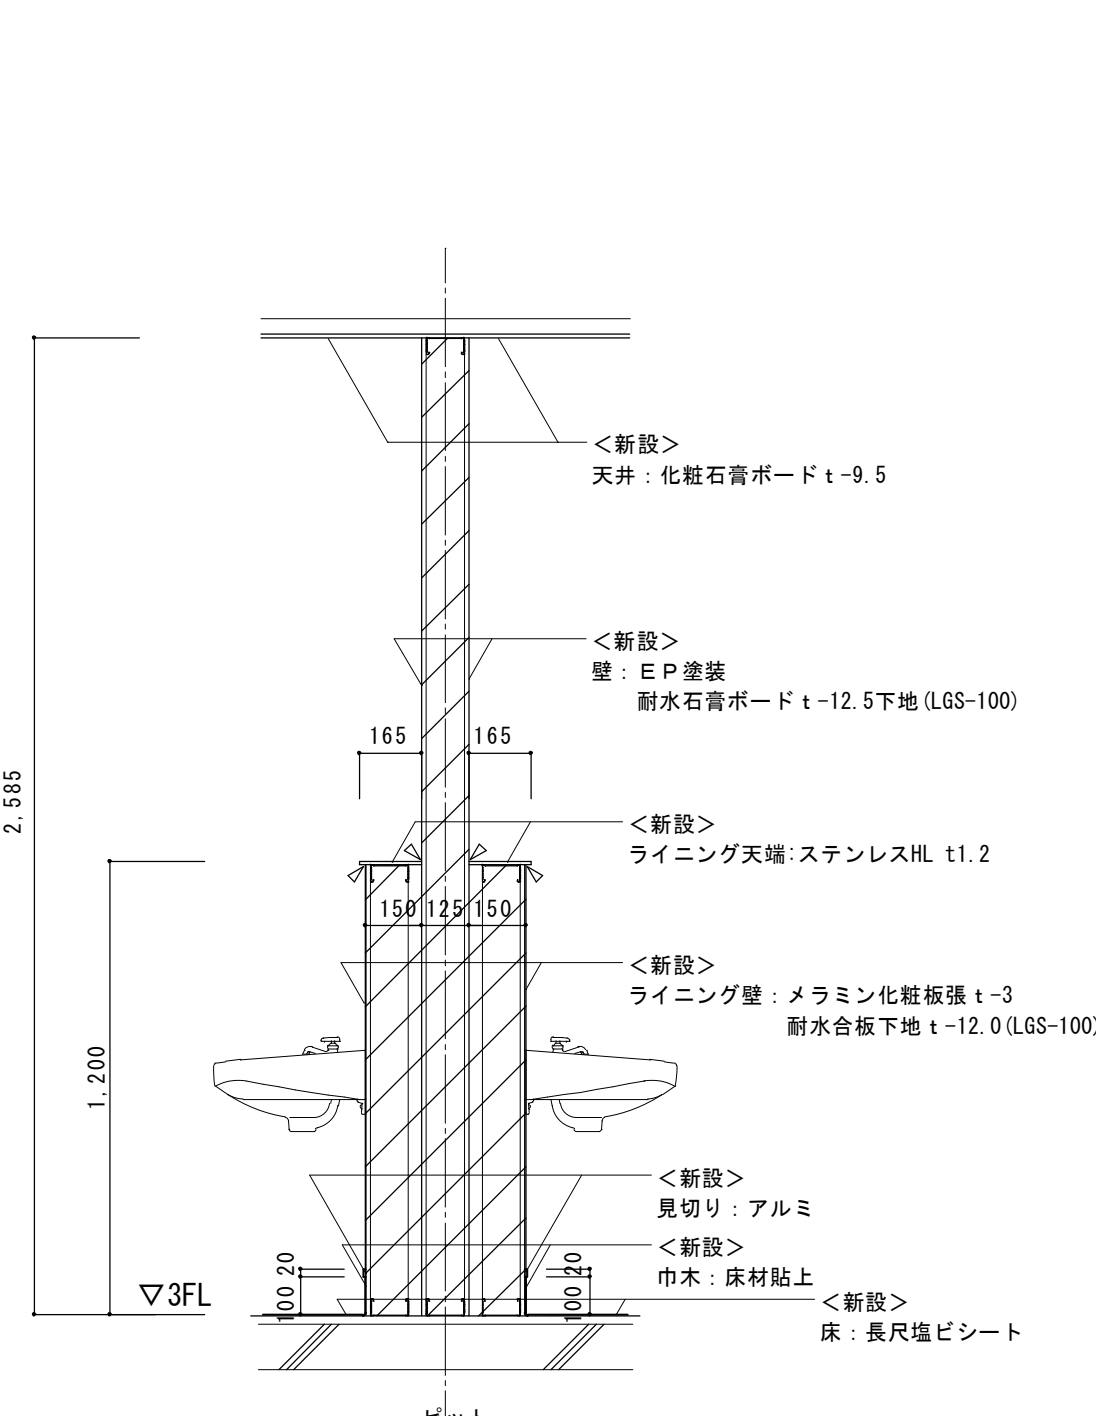 <新設>
天井：化粧石膏ボードｔ-9.5
<新設>
壁：ＥＰ塗装
耐水石膏ボードｔ-12.5下地(LGS-100)
165
165
2,585
<新設>
ライニング天端:ステンレスHL t1.2
150
125
150
<新設>
ライニング壁：メラミン化粧板張ｔ-3
耐水合板下地ｔ-12.0(LGS-100)
1,200
<新設>
見切り：アルミ
<新設>
巾木：床材貼上
20
100
20
100
▽3FL
<新設>
床：長尺塩ビシート
ピット